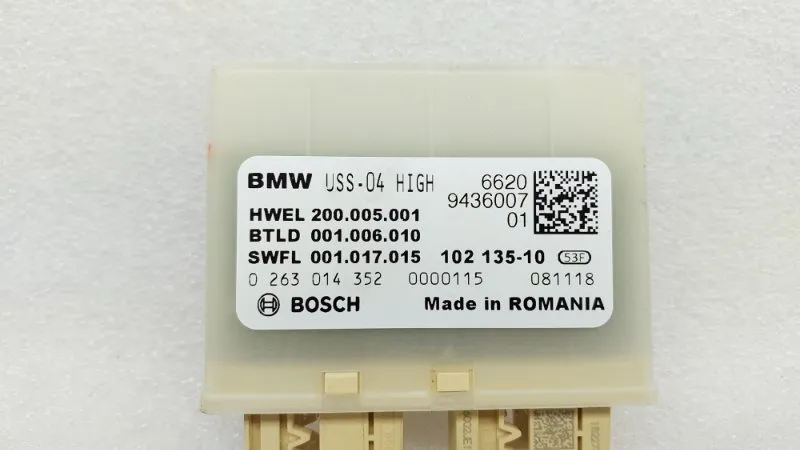 BMW USS-04 HIGH 6620
9436007
HWEL 200.005.001 01
BTLD 001.006.010
SWFL 001.017.015 102 135-10 53F
0 263 014 352 0000115 081118
BOSCH Made in ROMANIA